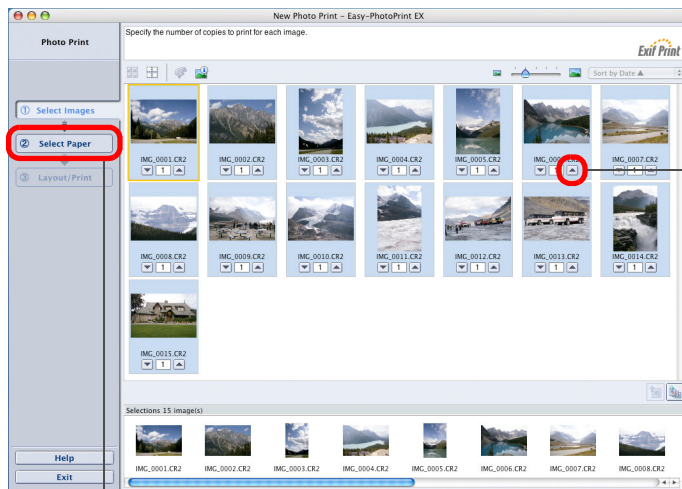 New Photo Print – Easy-PhotoPrint EX
Photo Print
Specify the number of copies to print for each image.
Exif Print
Sort by Date ▲
① Select Images
② Select Paper
③ Layout/Print
IMG_0001.CR2 IMG_0002.CR2 IMG_0003.CR2 IMG_0004.CR2 IMG_0005.CR2 IMG_0006.CR2 IMG_0007.CR2
1 1 1 1 1 1 1
IMG_0008.CR2 IMG_0009.CR2 IMG_0010.CR2 IMG_0011.CR2 IMG_0012.CR2 IMG_0013.CR2 IMG_0014.CR2
1 1 1 1 1 1 1
IMG_0015.CR2
1
Selections 15 image(s)
IMG_0001.CR2 IMG_0002.CR2 IMG_0003.CR2 IMG_0004.CR2 IMG_0005.CR2 IMG_0006.CR2 IMG_0007.CR2 IMG_0008.CR2
Help
Exit